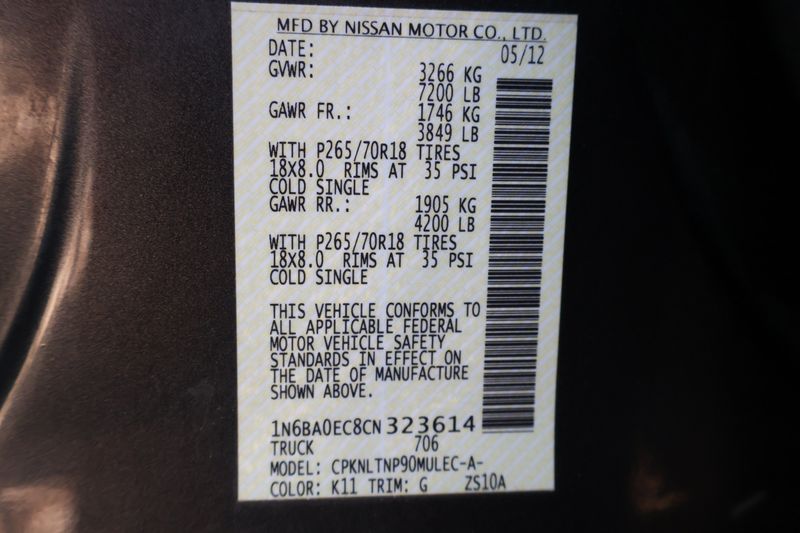 MFD BY NISSAN MOTOR CO., LTD.
DATE: 05/12
GVWR: 3266 KG
7200 LB
GAWR FR.: 1746 KG
3849 LB
WITH P265/70R18 TIRES
18X8.0 RIMS AT 35 PSI
COLD SINGLE
GAWR RR.: 1905 KG
4200 LB
WITH P265/70R18 TIRES
18X8.0 RIMS AT 35 PSI
COLD SINGLE
THIS VEHICLE CONFORMS TO
ALL APPLICABLE FEDERAL
MOTOR VEHICLE SAFETY
STANDARDS IN EFFECT ON
THE DATE OF MANUFACTURE
SHOWN ABOVE.
1N6BA0EC8CN323614
TRUCK 706
MODEL: CPKNLTNP90MULEC-A-
COLOR: K11 TRIM: G ZS10A